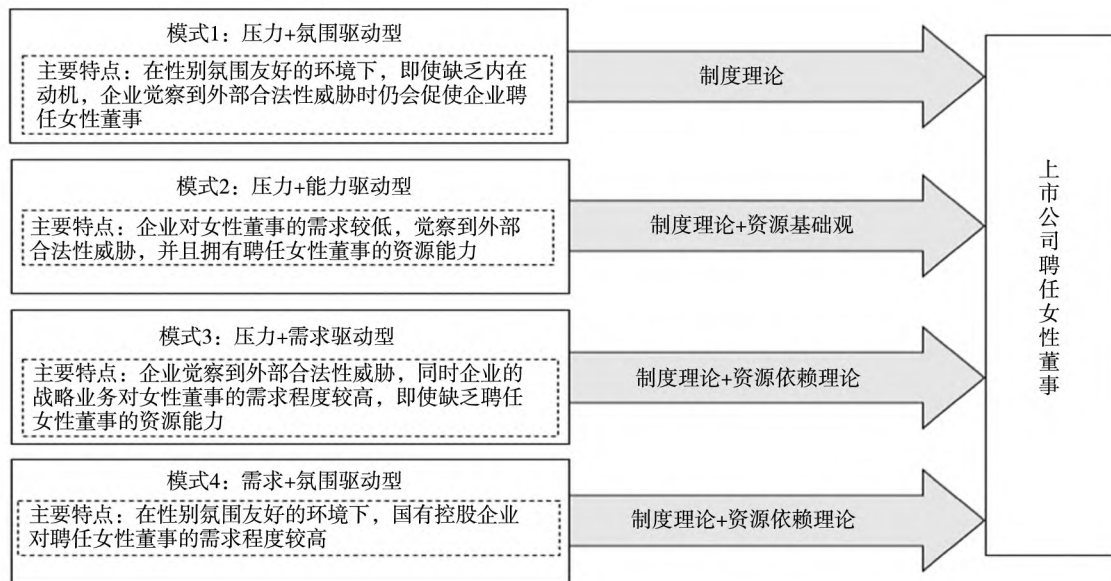 模式1：压力+氛围驱动型
主要特点：在性别氛围友好的环境下，即使缺乏内在
动机，企业觉察到外部合法性威胁时仍会促使企业聘
任女性董事
制度理论
模式2：压力+能力驱动型
主要特点：企业对女性董事的需求较低，觉察到外部
合法性威胁，并且拥有聘任女性董事的资源能力
制度理论+资源基础观
模式3：压力+需求驱动型
主要特点：企业觉察到外部合法性威胁，同时企业的
战略业务对女性董事的需求程度较高，即使缺乏聘任
女性董事的资源能力
制度理论+资源依赖理论
模式4：需求+氛围驱动型
主要特点：在性别氛围友好的环境下，国有控股企业
对聘任女性董事的需求程度较高
制度理论+资源依赖理论
上市公司聘任女性董事